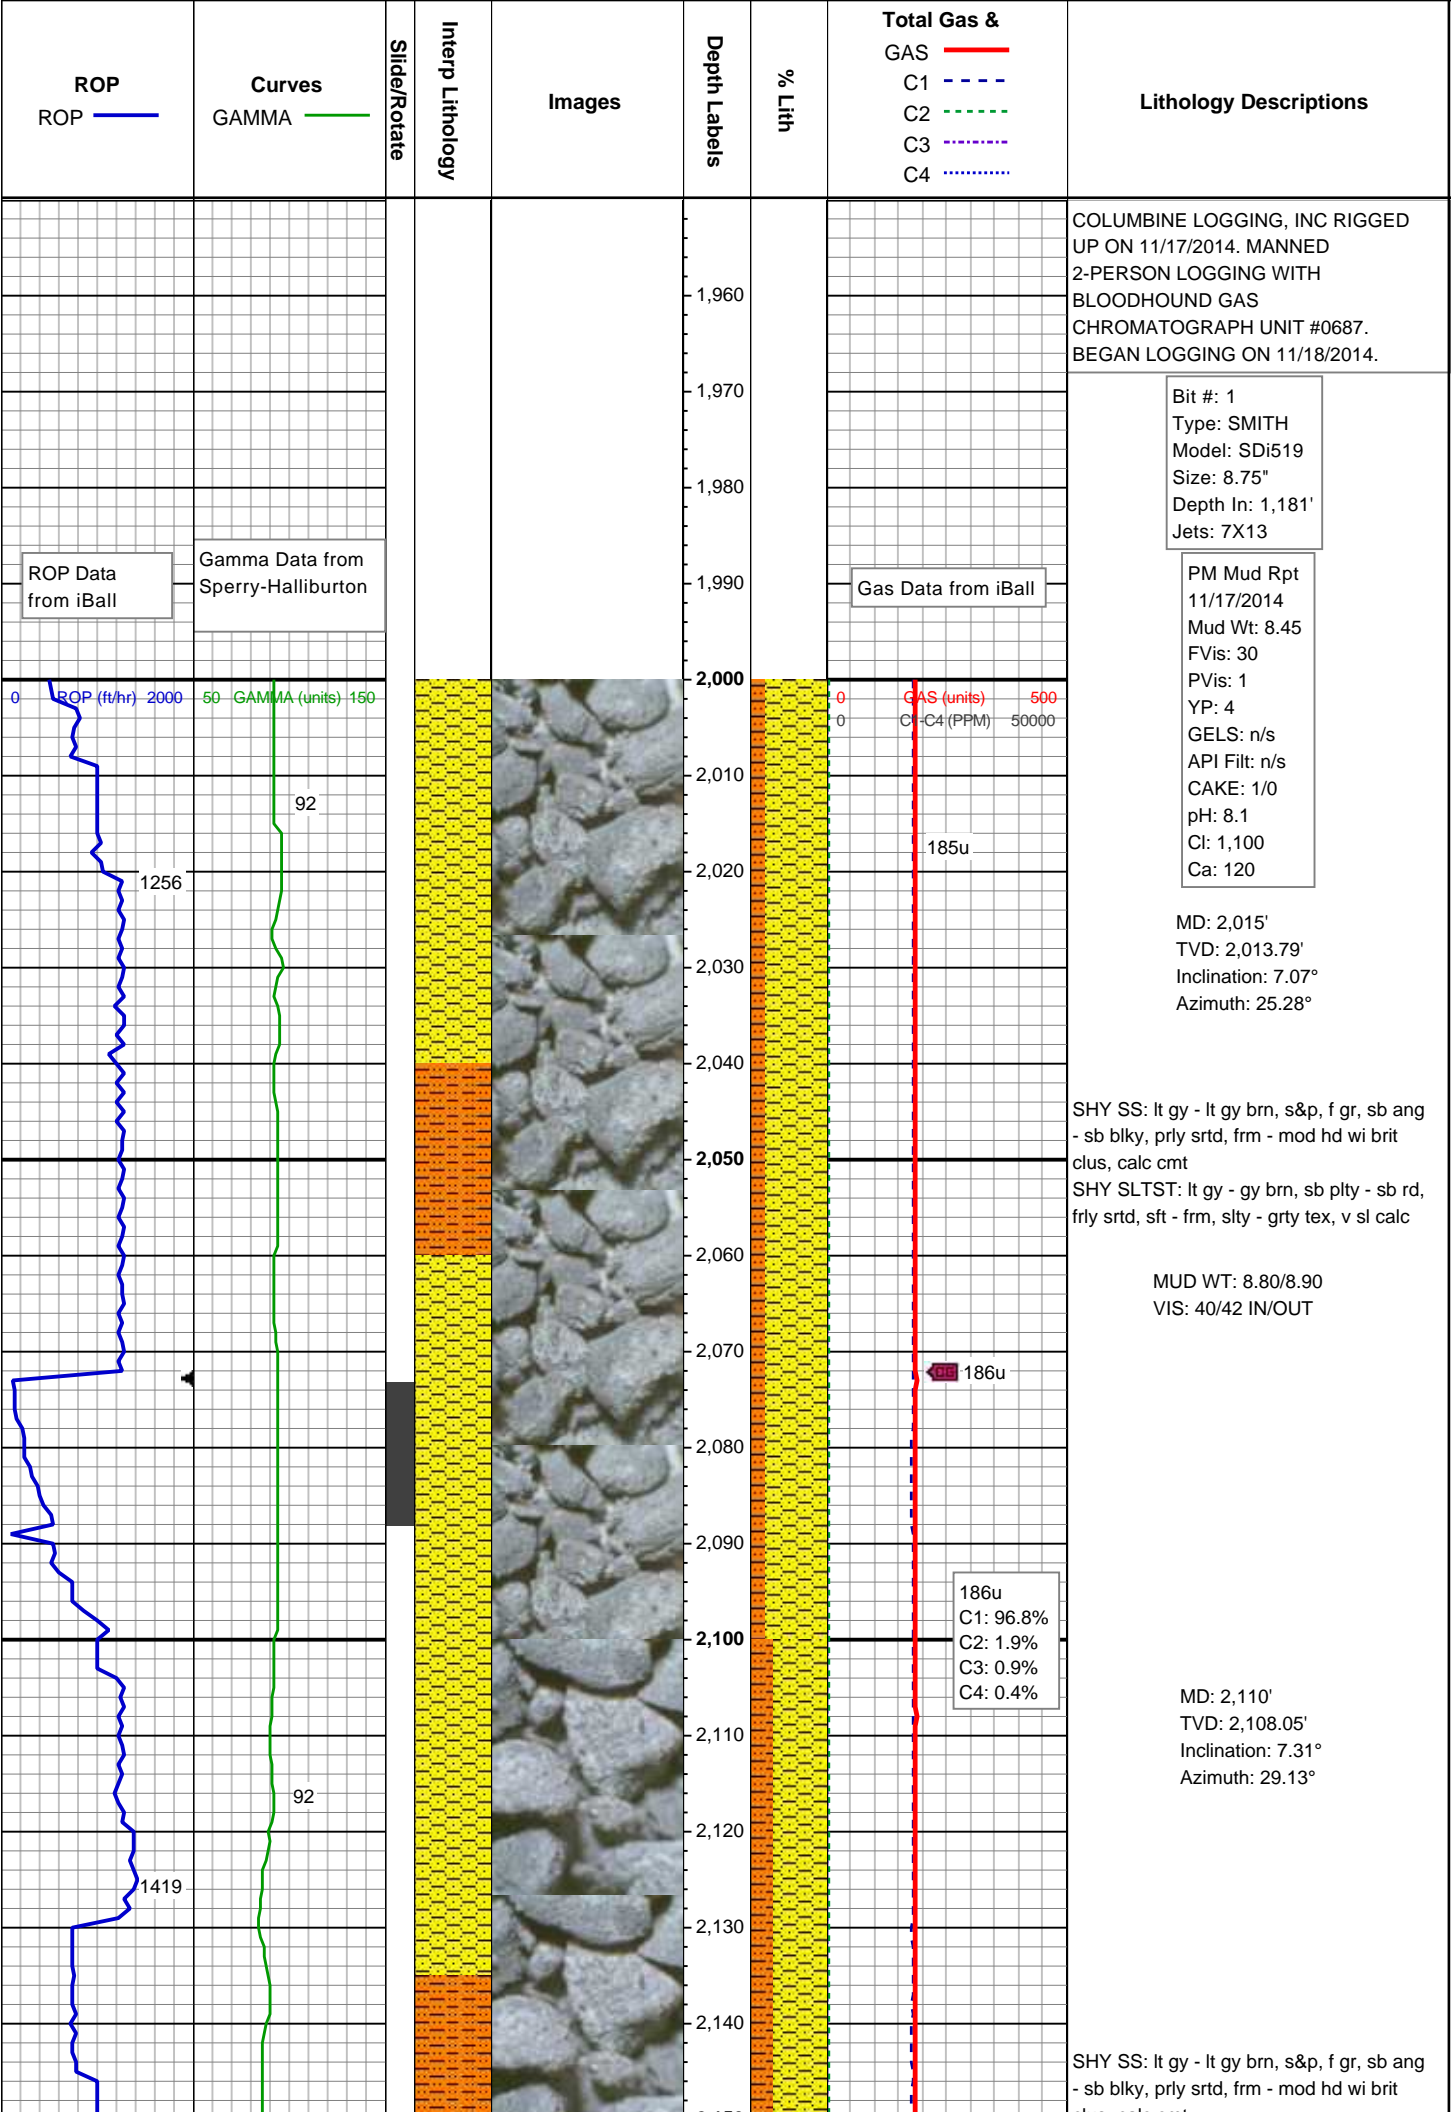 ROP
ROP
Curves
GAMMA
Slide/Rotate
Interp Lithology
Images
Depth Labels
% Lith
Total Gas &
GAS
C1
C2
C3
C4
Lithology Descriptions
COLUMBINE LOGGING, INC RIGGED
UP ON 11/17/2014. MANNED
2-PERSON LOGGING WITH
BLOODHOUND GAS
CHROMATOGRAPH UNIT #0687.
BEGAN LOGGING ON 11/18/2014.
1,960
1,970
1,980
1,990
Bit #: 1
Type: SMITH
Model: SDi519
Size: 8.75"
Depth In: 1,181'
Jets: 7X13
ROP Data
from iBall
Gamma Data from
Sperry-Halliburton
Gas Data from iBall
PM Mud Rpt
11/17/2014
Mud Wt: 8.45
FVis: 30
PVis: 1
YP: 4
GELS: n/s
API Filt: n/s
CAKE: 1/0
pH: 8.1
Cl: 1,100
Ca: 120
0 ROP (ft/hr) 2000
50 GAMMA (units) 150
2,000
0 GAS (units) 500
0 -C4 (PPM) 50000
2,010
92
185u
2,020
1256
MD: 2,015'
TVD: 2,013.79'
Inclination: 7.07°
Azimuth: 25.28°
2,030
2,040
2,050
SHY SS: lt gy - lt gy brn, s&p, f gr, sb ang
- sb blky, prly srtd, frm - mod hd wi brit
clus, calc cmt
SHY SLTST: lt gy - gy brn, sb plty - sb rd,
frly srtd, sft - frm, slty - grty tex, v sl calc
2,060
MUD WT: 8.80/8.90
VIS: 40/42 IN/OUT
2,070
CG 186u
2,080
2,090
186u
C1: 96.8%
C2: 1.9%
C3: 0.9%
C4: 0.4%
2,100
MD: 2,110'
TVD: 2,108.05'
Inclination: 7.31°
Azimuth: 29.13°
2,110
92
2,120
1419
2,130
2,140
SHY SS: lt gy - lt gy brn, s&p, f gr, sb ang
- sb blky, prly srtd, frm - mod hd wi brit